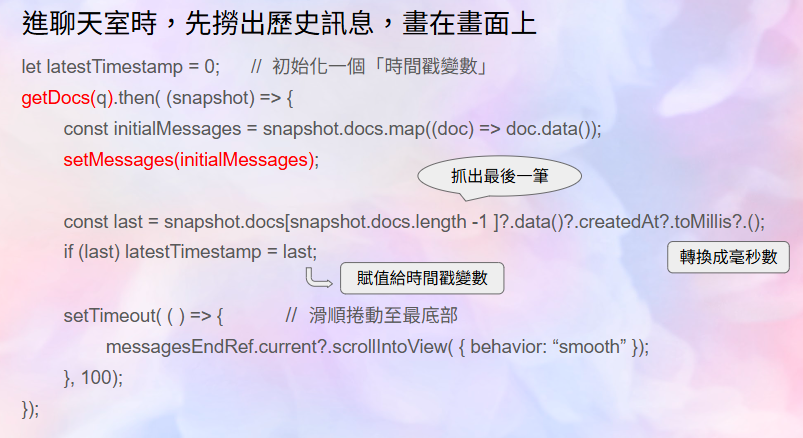 進聊天室時，先撈出歷史訊息，畫在畫面上
let latestTimestamp = 0; // 初始化一個「時間戳變數」
getDocs(q).then( (snapshot) => {
const initialMessages = snapshot.docs.map((doc) => doc.data());
setMessages(initialMessages);
抓出最後一筆
const last = snapshot.docs[snapshot.docs.length -1 ]?.data()?.createdAt?.toMillis?.();
if (last) latestTimestamp = last;
轉換成毫秒數
賦值給時間戳變數
setTimeout( ( ) => { // 滑順捲動至最底部
messagesEndRef.current?.scrollIntoView( { behavior: “smooth” });
}, 100);
});